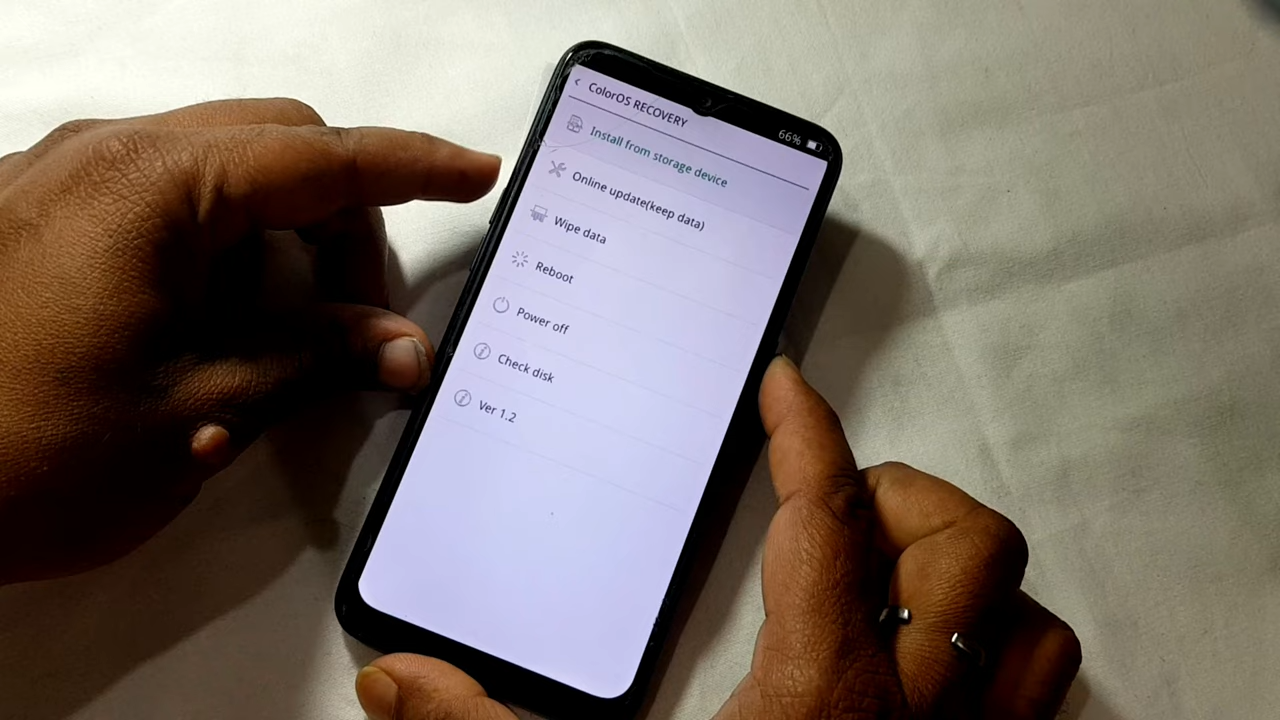 ColorOS RECOVERY
66%
Install from storage device
Online update(keep data)
Wipe data
Reboot
Power off
Check disk
Ver 1.2